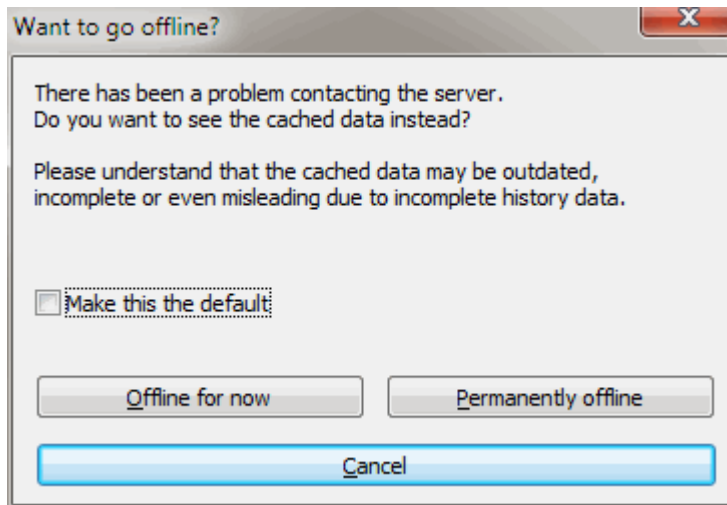 Want to go offline?
There has been a problem contacting the server.
Do you want to see the cached data instead?
Please understand that the cached data may be outdated,
incomplete or even misleading due to incomplete history data.
Make this the default
Offline for now
Permanently offline
Cancel